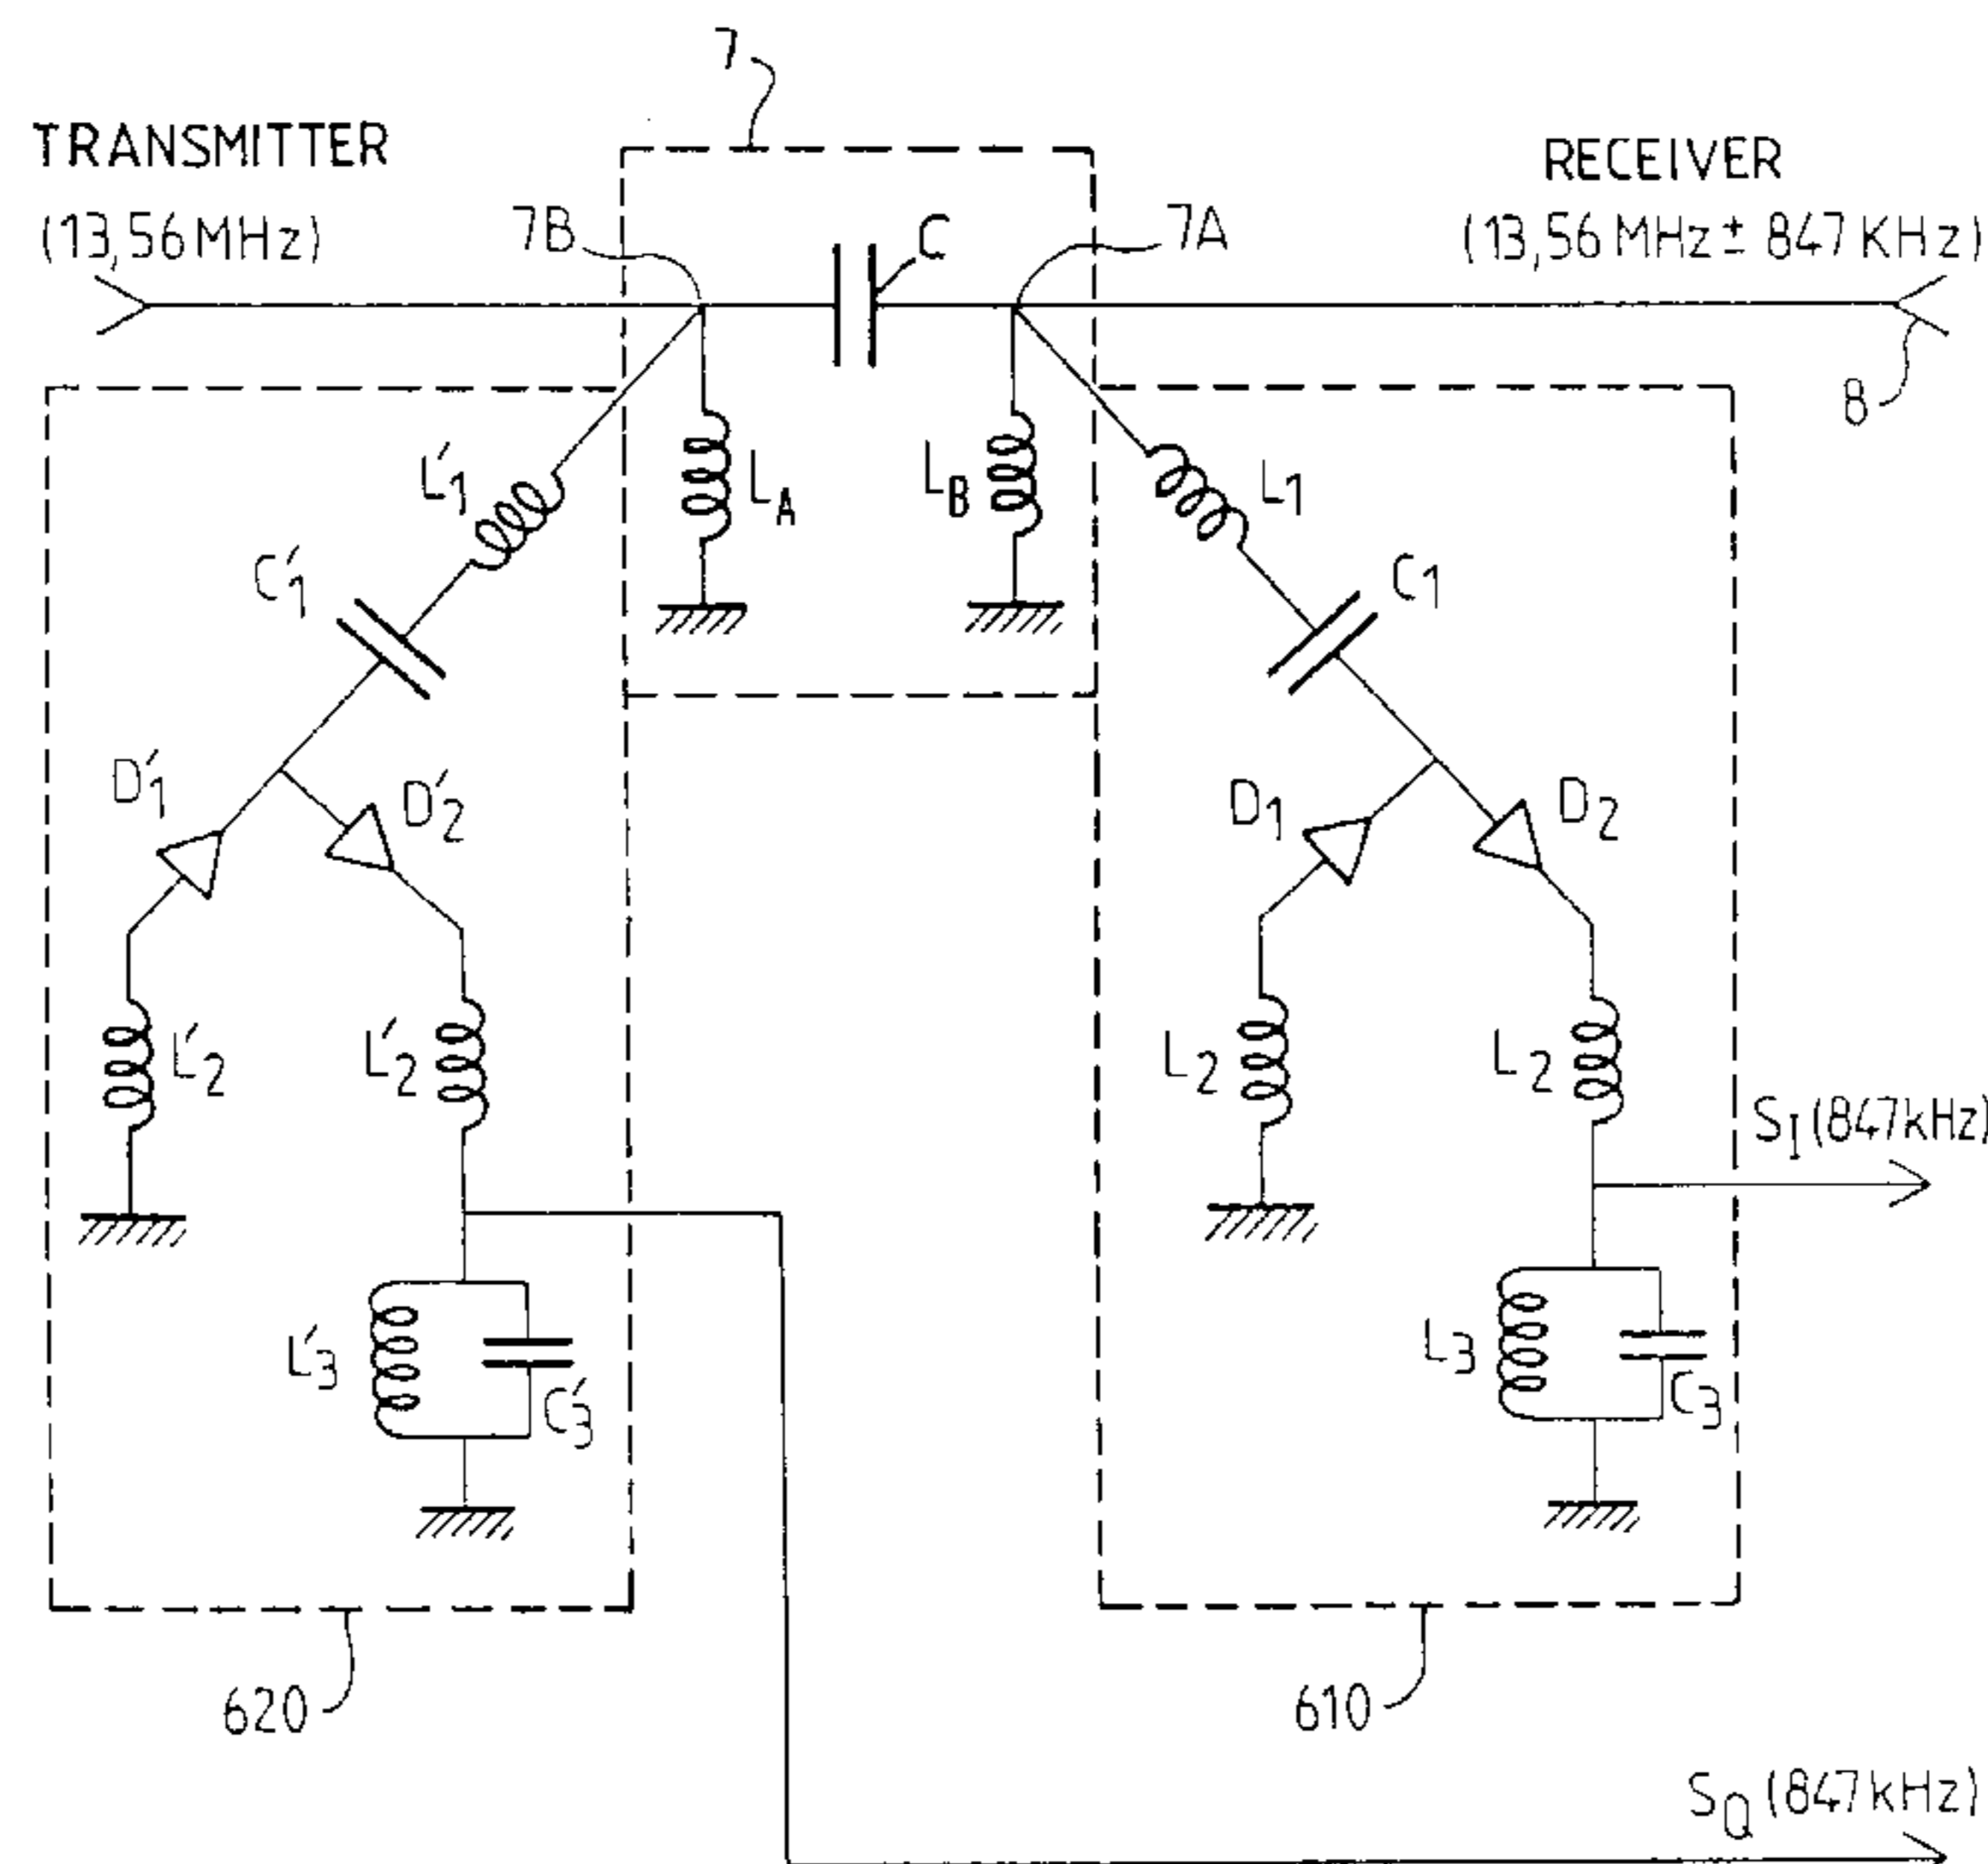 7
TRANSMITTER
(13,56 MHz)
RECEIVER
(13,56 MHz ± 847 KHz)
7B
C
7A
8
L'1
LA
LB
L1
C'1
C1
D'1
D'2
D1
D2
L'2
L'2
L2
L2
SI (847kHz)
L'3
C'3
L3
C3
620
610
SQ (847kHz)